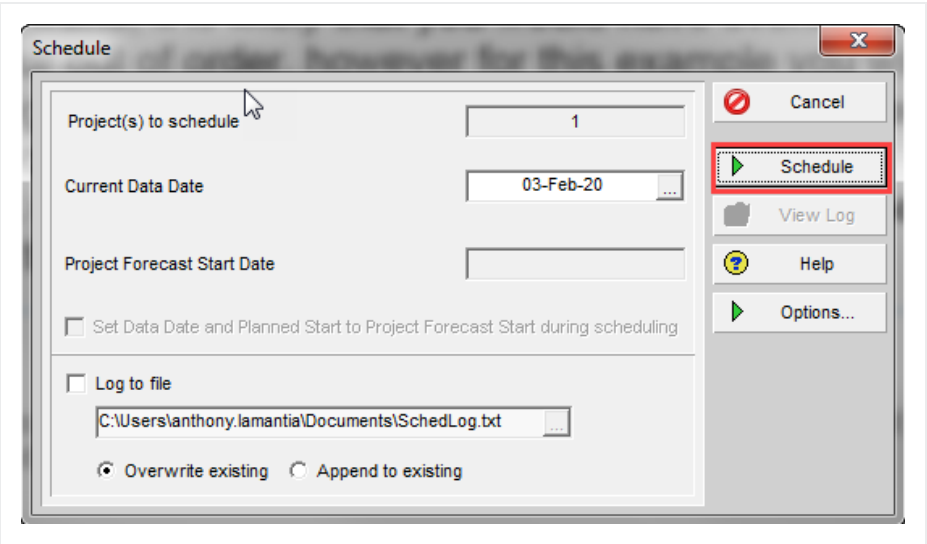 Schedule
Project(s) to schedule 1
Current Data Date 03-Feb-20 ...
Project Forecast Start Date
Set Data Date and Planned Start to Project Forecast Start during scheduling
Log to file
C:\Users\anthony.lamantia\Documents\SchedLog.txt ...
Overwrite existing Append to existing
Cancel
Schedule
View Log
Help
Options...